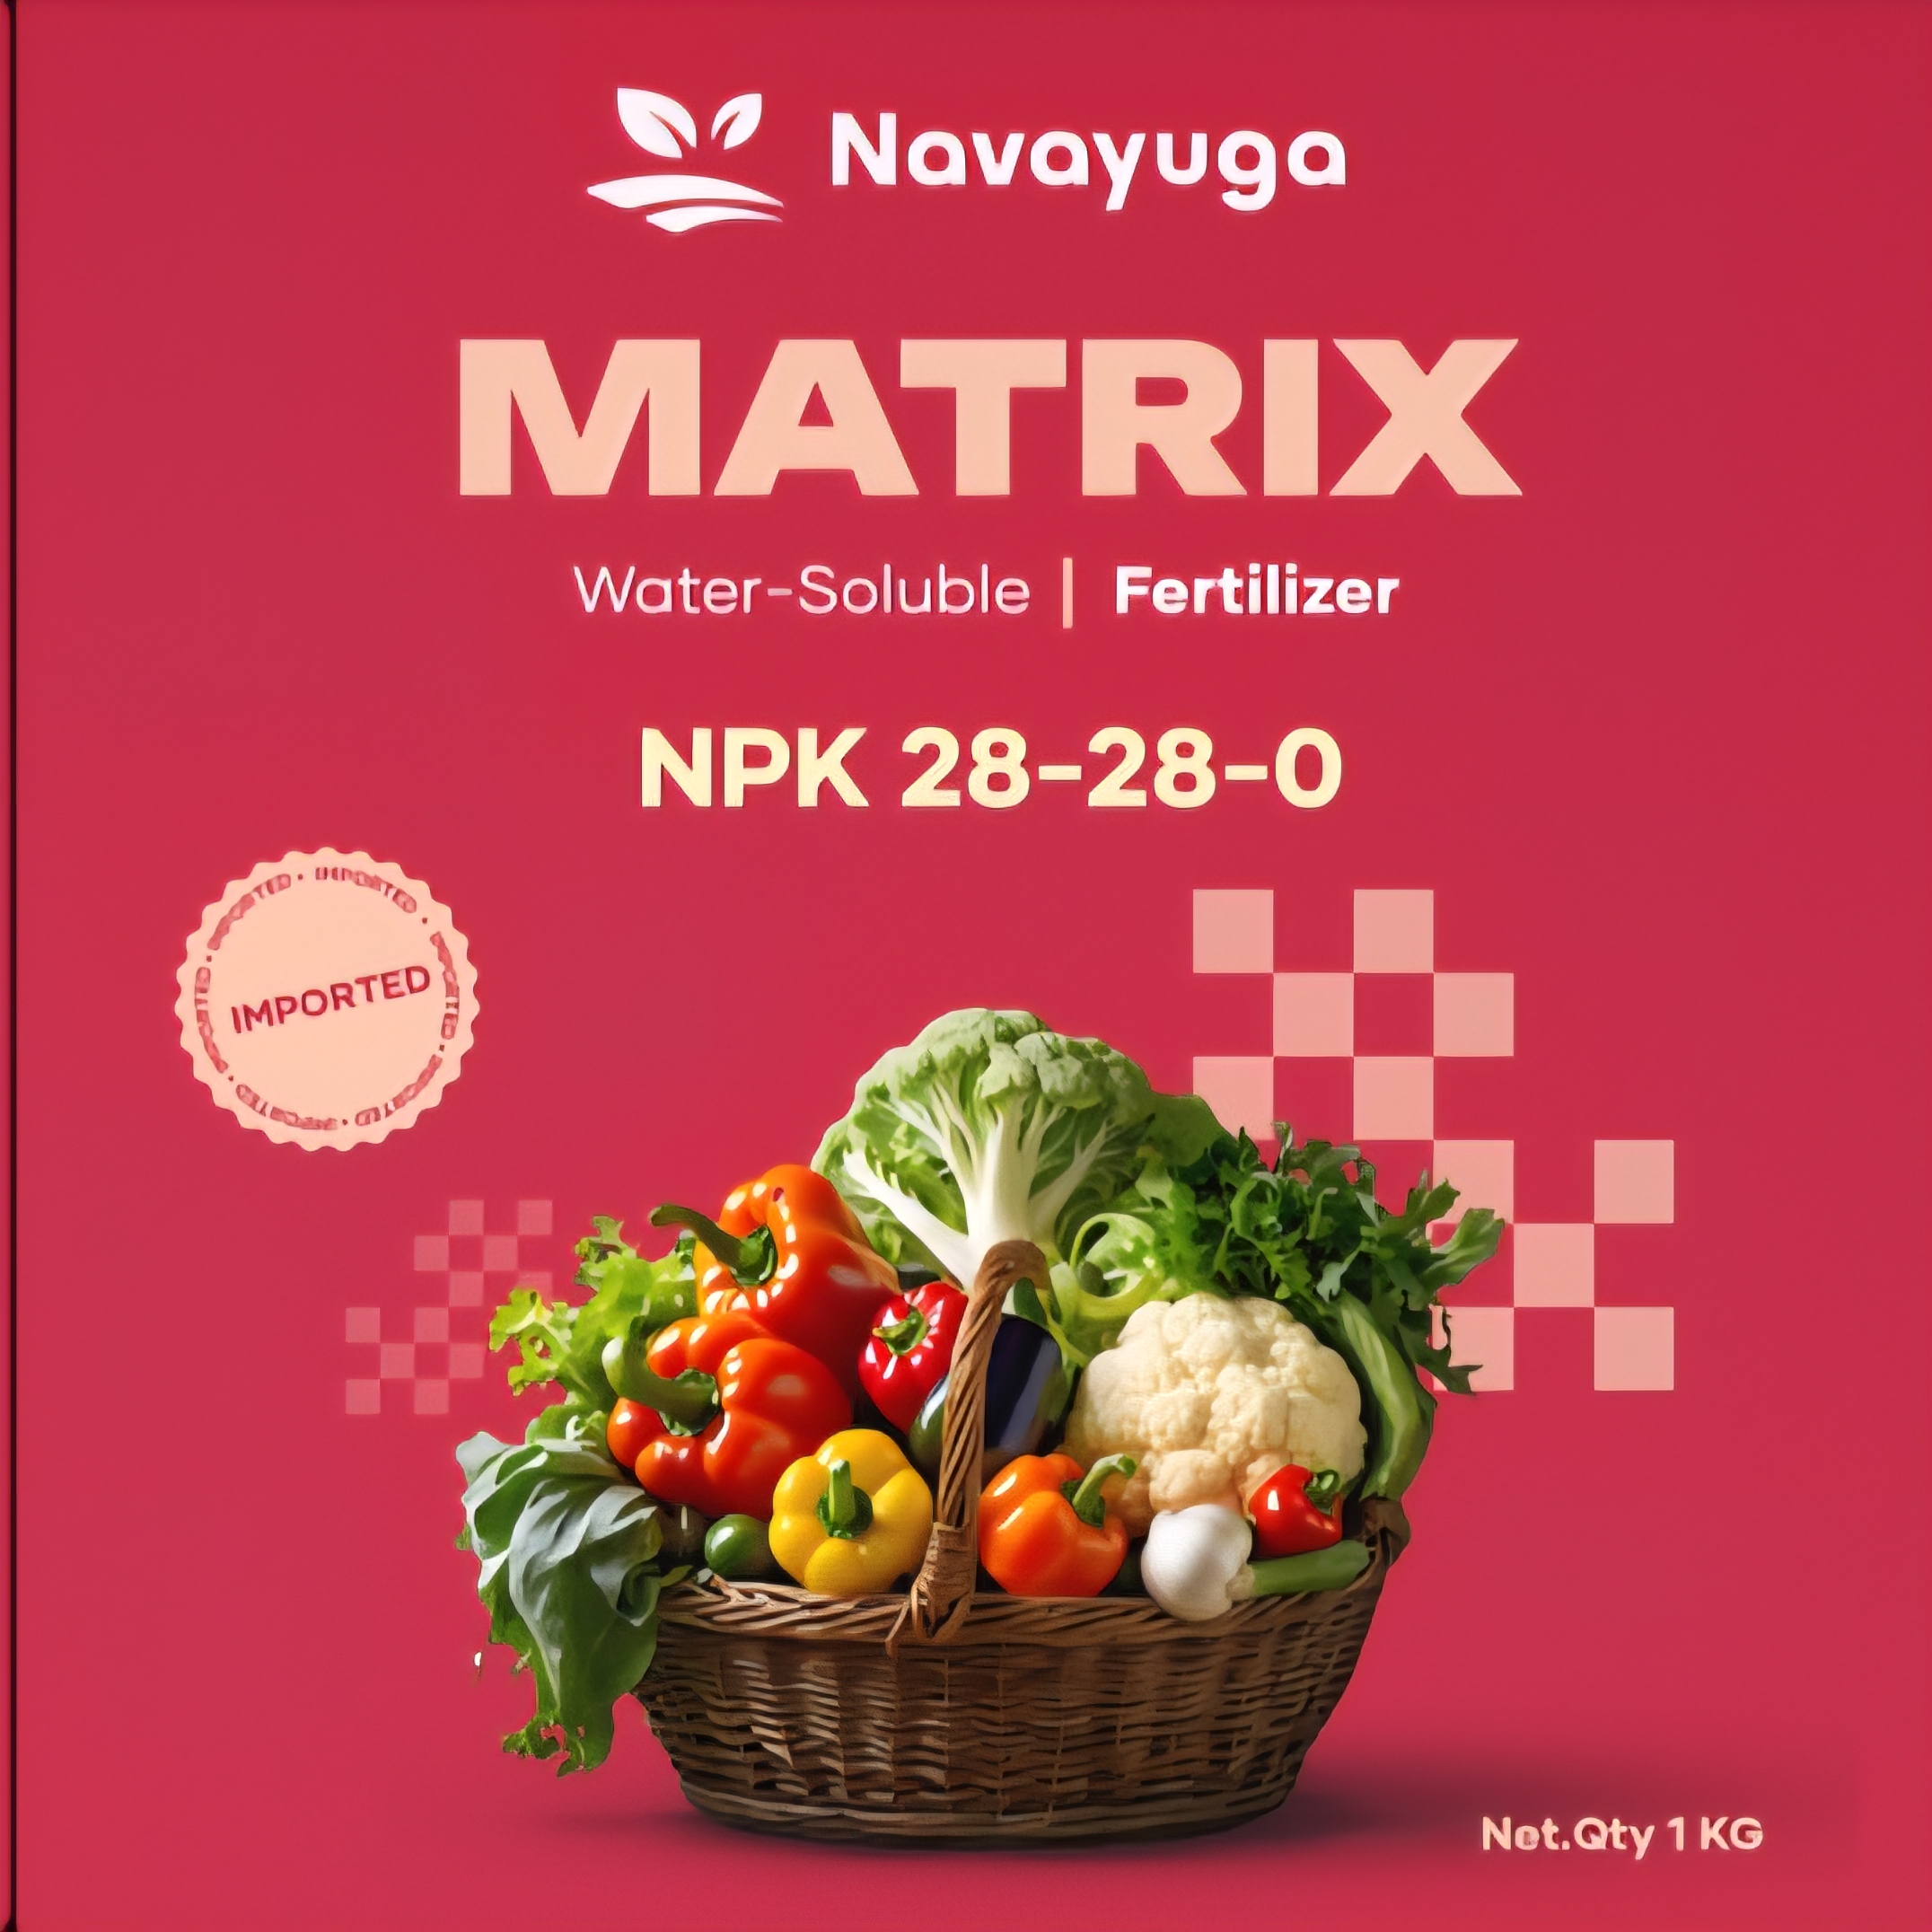 Navayuga
MATRIX
Water-Soluble | Fertilizer
NPK 28-28-0
IMPORTED
Net.Qty 1 KG